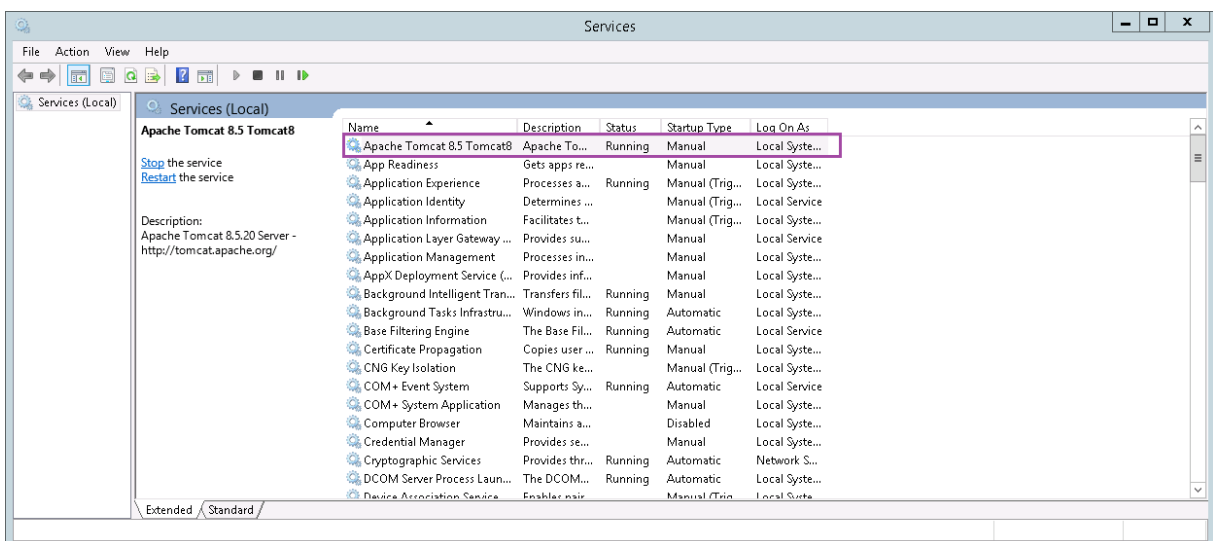 Services
File Action View Help
Services (Local)
Services (Local)
Apache Tomcat 8.5 Tomcat8
Stop the service
Restart the service
Description:
Apache Tomcat 8.5.20 Server -
http://tomcat.apache.org/
Name Description Status Startup Type Log On As
Apache Tomcat 8.5 Tomcat8 Apache To... Running Manual Local Syste...
App Readiness Gets apps re... Manual Local Syste...
Application Experience Processes a... Running Manual (Trig... Local Syste...
Application Identity Determines ... Manual (Trig... Local Service
Application Information Facilitates t... Manual (Trig... Local Syste...
Application Layer Gateway ... Provides su... Manual Local Service
Application Management Processes in... Manual Local Syste...
AppX Deployment Service (... Provides inf... Manual Local Syste...
Background Intelligent Tran... Transfers fil... Running Manual Local Syste...
Background Tasks Infrastru... Windows in... Running Automatic Local Syste...
Base Filtering Engine The Base Fil... Running Automatic Local Service
Certificate Propagation Copies user ... Running Manual Local Syste...
CNG Key Isolation The CNG ke... Manual (Trig... Local Syste...
COM+ Event System Supports Sy... Running Automatic Local Service
COM+ System Application Manages th... Manual Local Syste...
Computer Browser Maintains a... Disabled Local Syste...
Credential Manager Provides se... Manual Local Syste...
Cryptographic Services Provides thr... Running Automatic Network S...
DCOM Server Process Laun... The DCOM... Running Automatic Local Syste...
Device Association Service Enables pair... Manual (Trig... Local Syste...
Extended Standard